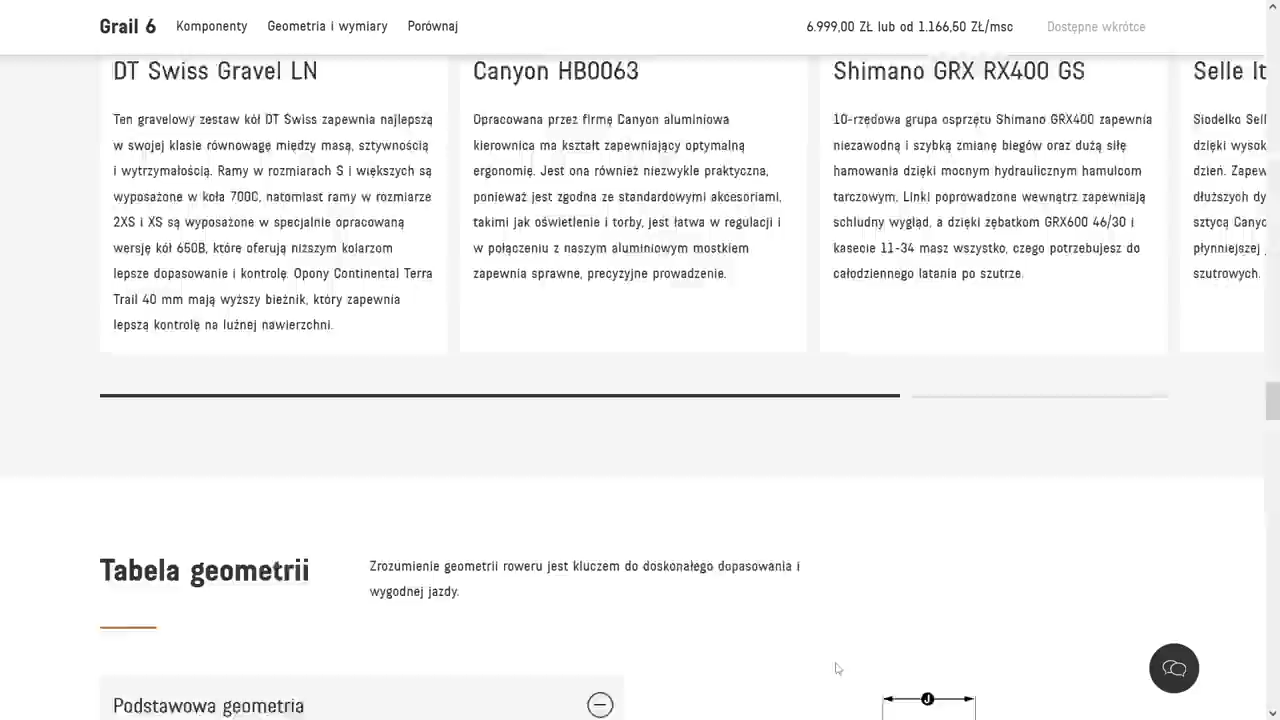 Grail 6 Komponenty Geometria i wymiary Porównaj 6.999,00 ZŁ lub od 1.166,50 ZŁ/msc Dostępne wkrótce
DT Swiss Gravel LN
Ten gravelowy zestaw kół DT Swiss zapewnia najlepszą
w swojej klasie równowagę między masą, sztywnością
i wytrzymałością. Ramy w rozmiarach S i większych są
wyposażone w koła 700C, natomiast ramy w rozmiarze
2XS i XS są wyposażone w specjalnie opracowaną
wersję kół 650B, które oferują niższym kolarzom
lepsze dopasowanie i kontrolę. Opony Continental Terra
Trail 40 mm mają wyższy bieżnik, który zapewnia
lepszą kontrolę na luźnej nawierzchni.
Canyon HB0063
Opracowana przez firmę Canyon aluminiowa
kierownica ma kształt zapewniający optymalną
ergonomię. Jest ona również niezwykle praktyczna,
ponieważ jest zgodna ze standardowymi akcesoriami,
takimi jak oświetlenie i torby, jest łatwa w regulacji i
w połączeniu z naszym aluminiowym mostkiem
zapewnia sprawne, precyzyjne prowadzenie.
Shimano GRX RX400 GS
10-rzędowa grupa osprzętu Shimano GRX400 zapewnia
niezawodną i szybką zmianę biegów oraz dużą siłę
hamowania dzięki mocnym hydraulicznym hamulcom
tarczowym. Linki poprowadzone wewnątrz zapewniają
schludny wygląd, a dzięki zębatkom GRX600 46/30 i
kasecie 11-34 masz wszystko, czego potrzebujesz do
całodziennego latania po szutrze.
Selle It
Siodełko Sell
dzięki wysok
dzień. Zapew
dłuższych dy
sztycą Canyo
płynniejszej
szutrowych.
Tabela geometrii
Zrozumienie geometrii roweru jest kluczem do doskonałego dopasowania i
wygodnej jazdy.
Podstawowa geometria
J